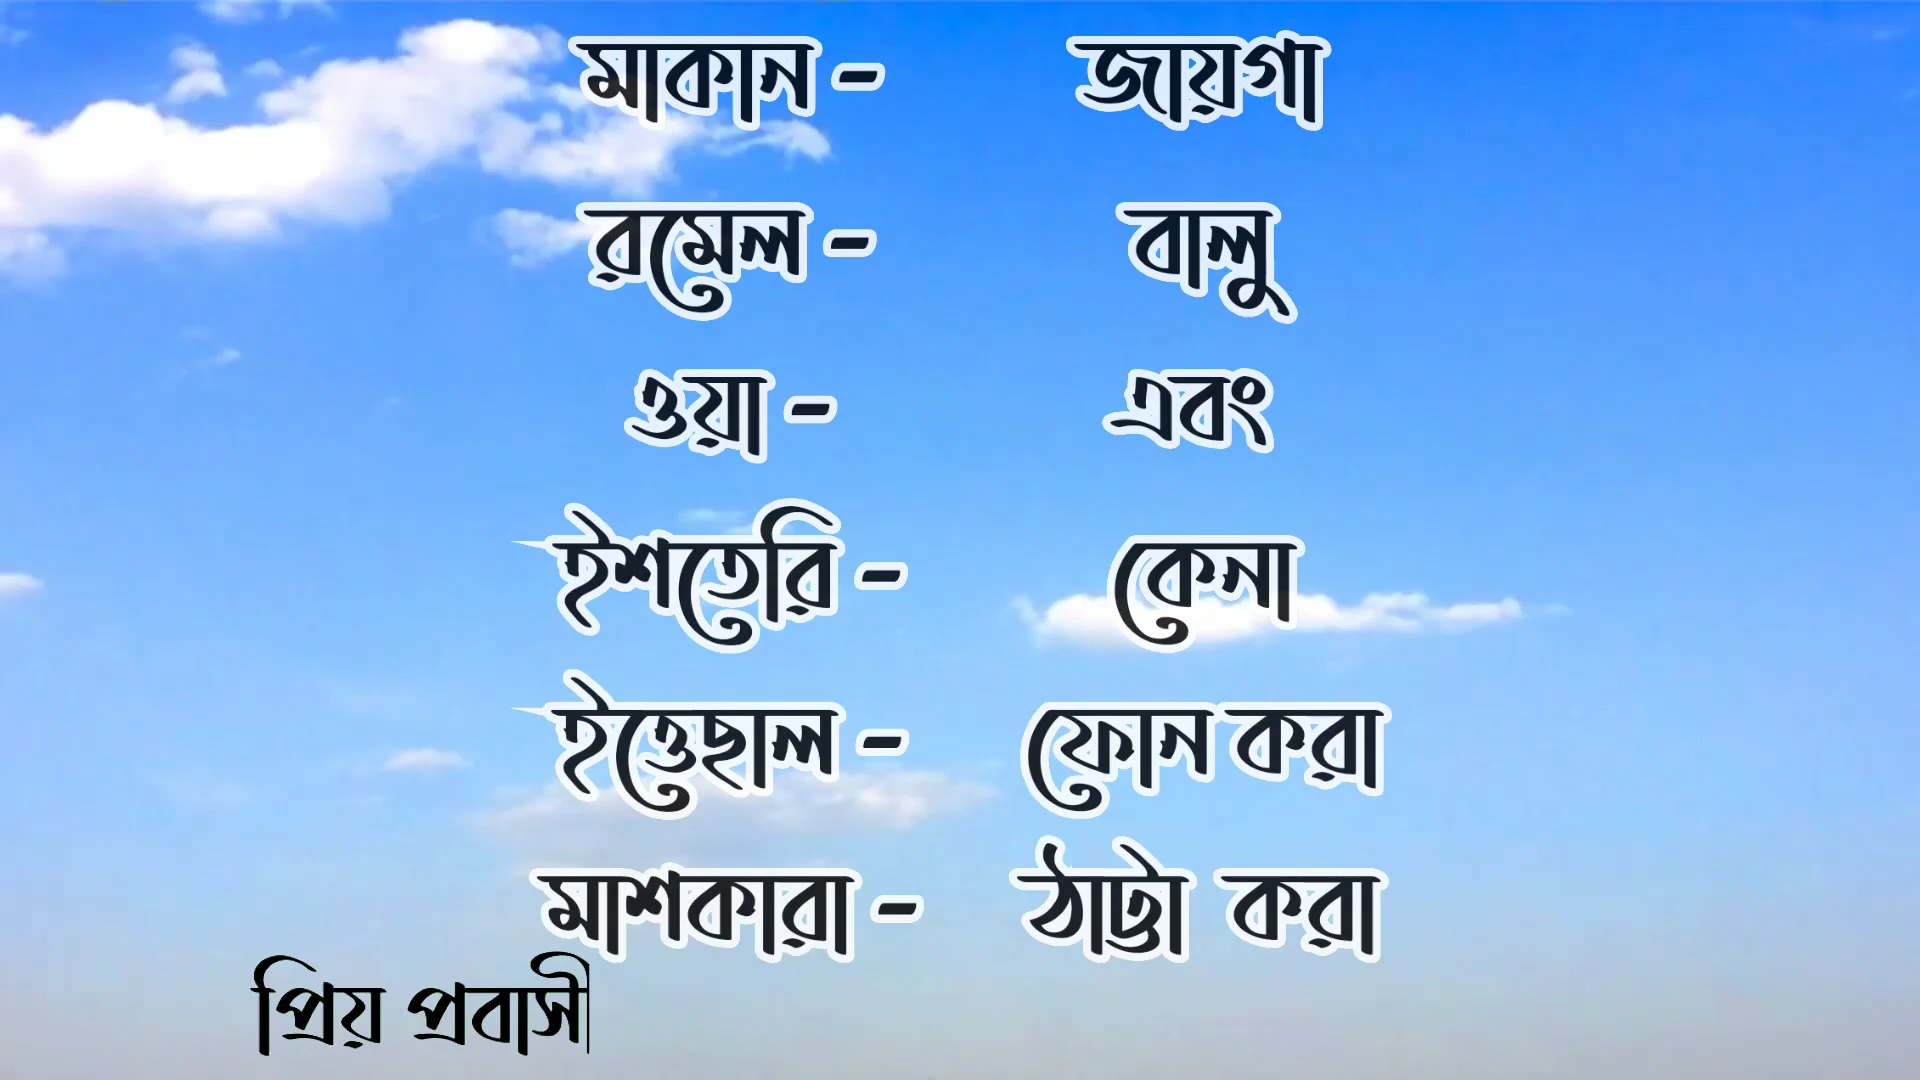 মাকান - জায়গা
রমেল - বালু
ওয়া - এবং
ইশতেরি - কেনা
ইত্তেছাল - ফোন করা
মাশকারা - ঠাট্টা করা
প্রিয় প্রবাসী